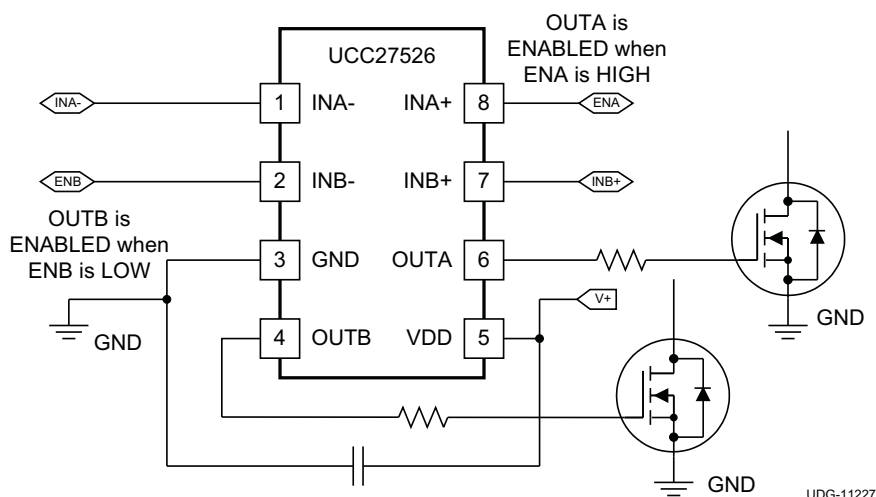 OUTA is
ENABLED when
ENA is HIGH
UCC27526
INA-
1
INA-
INA+
8
ENA
ENB
2
INB-
INB+
7
INB+
OUTB is
ENABLED when
ENB is LOW
3
GND
OUTA
6
V+
GND
GND
4
OUTB
VDD
5
GND
UDG-11227